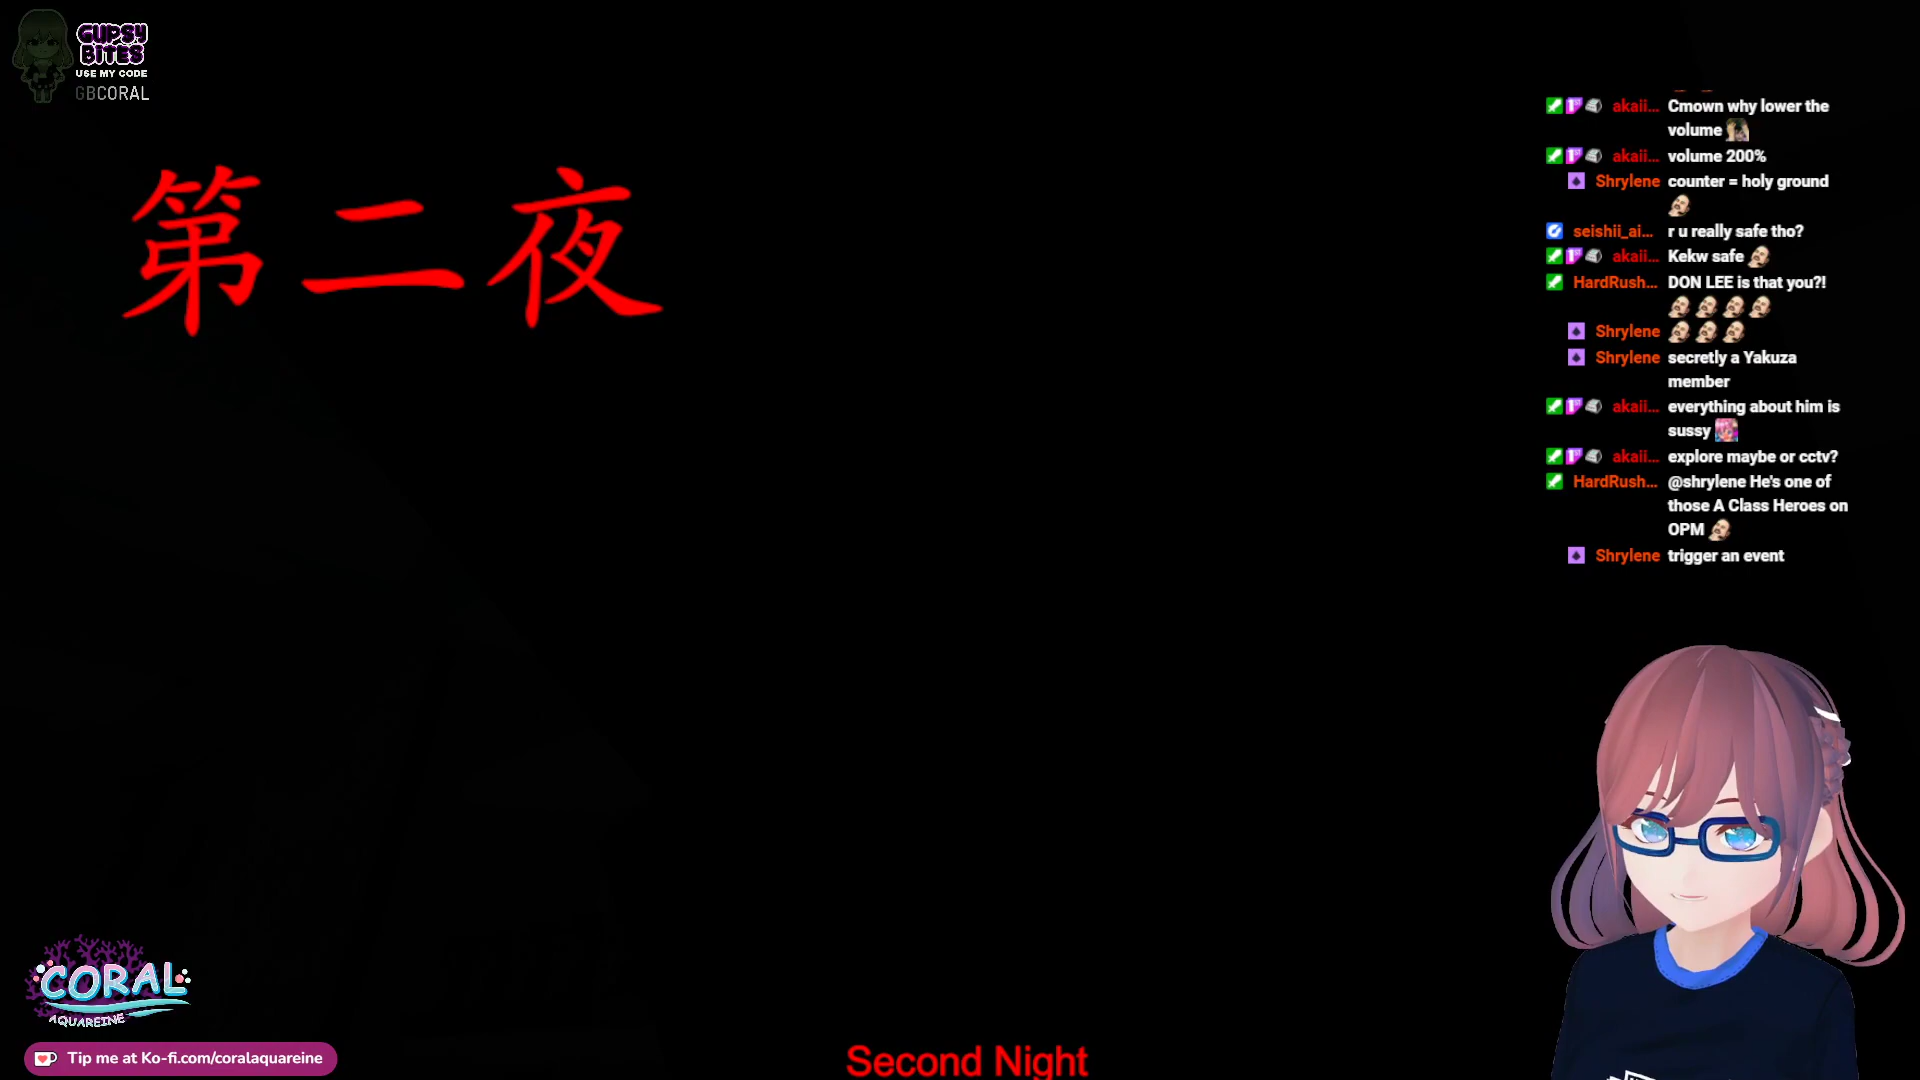 GUPSY
BITES
USE MY CODE
GBCORAL
第二夜
akaii... Cmown why lower the
volume
akaii... volume 200%
Shrylene counter = holy ground
seishii_ai... r u really safe tho?
akaii... Kekw safe
HardRush... DON LEE is that you?!
Shrylene
Shrylene secretly a Yakuza
member
akaii... everything about him is
sussy
akaii... explore maybe or cctv?
HardRush... @shrylene He's one of
those A Class Heroes on
OPM
Shrylene trigger an event
CORAL
AQUAREINE
Tip me at Ko-fi.com/coralaquareine
Second Night